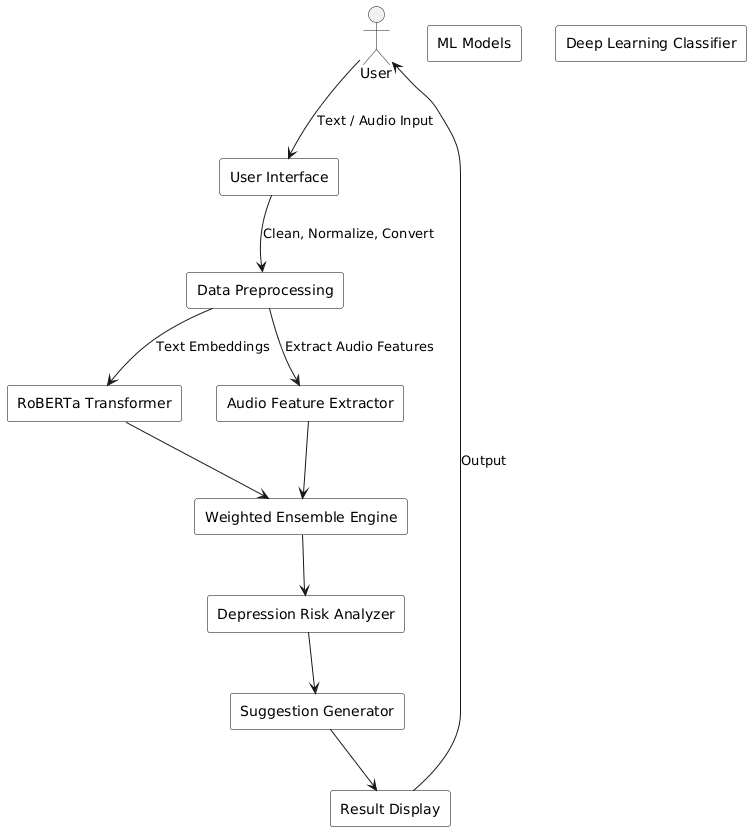 ML Models
Deep Learning Classifier
User
Text / Audio Input
User Interface
Clean, Normalize, Convert
Data Preprocessing
Text Embeddings
Extract Audio Features
RoBERTa Transformer
Audio Feature Extractor
Output
Weighted Ensemble Engine
Depression Risk Analyzer
Suggestion Generator
Result Display